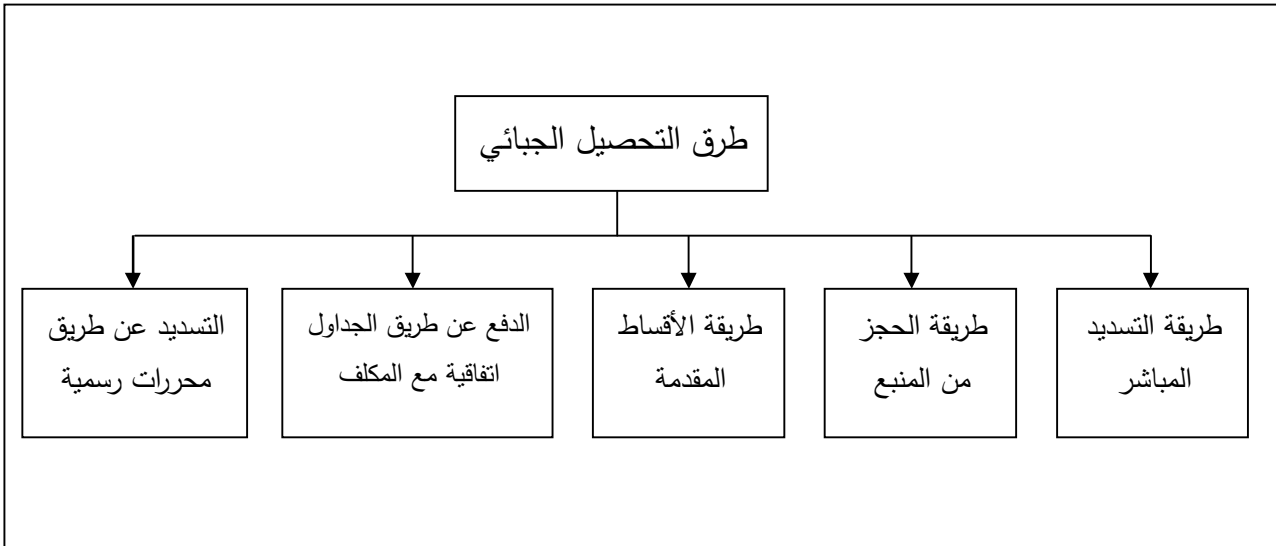 طرق التحصيل الجبائي
طريقة التسديد
المباشر
طريقة الحجز
من المنبع
طريقة الأقساط
المقدمة
الدفع عن طريق الجداول
اتفاقية مع المكلف
التسديد عن طريق
محررات رسمية